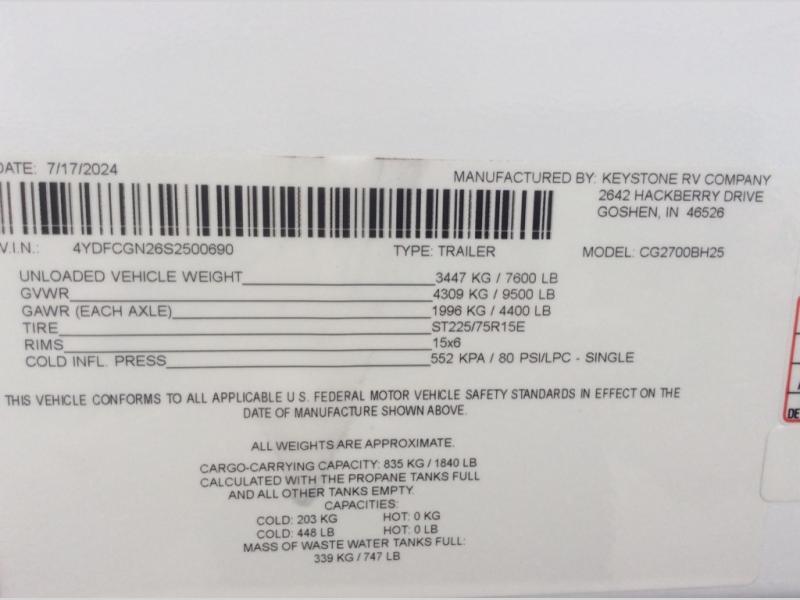 DATE: 7/17/2024
MANUFACTURED BY: KEYSTONE RV COMPANY
2642 HACKBERRY DRIVE
GOSHEN, IN 46526
V.I.N.: 4YDFCGN26S2500690 TYPE: TRAILER MODEL: CG2700BH25
UNLOADED VEHICLE WEIGHT 3447 KG / 7600 LB
GVWR 4309 KG / 9500 LB
GAWR (EACH AXLE) 1996 KG / 4400 LB
TIRE ST225/75R15E
RIMS 15x6
COLD INFL. PRESS 552 KPA / 80 PSI/LPC - SINGLE
THIS VEHICLE CONFORMS TO ALL APPLICABLE U.S. FEDERAL MOTOR VEHICLE SAFETY STANDARDS IN EFFECT ON THE
DATE OF MANUFACTURE SHOWN ABOVE.
ALL WEIGHTS ARE APPROXIMATE.
CARGO-CARRYING CAPACITY: 835 KG / 1840 LB
CALCULATED WITH THE PROPANE TANKS FULL
AND ALL OTHER TANKS EMPTY.
CAPACITIES:
COLD: 203 KG HOT: 0 KG
COLD: 448 LB HOT: 0 LB
MASS OF WASTE WATER TANKS FULL:
339 KG / 747 LB